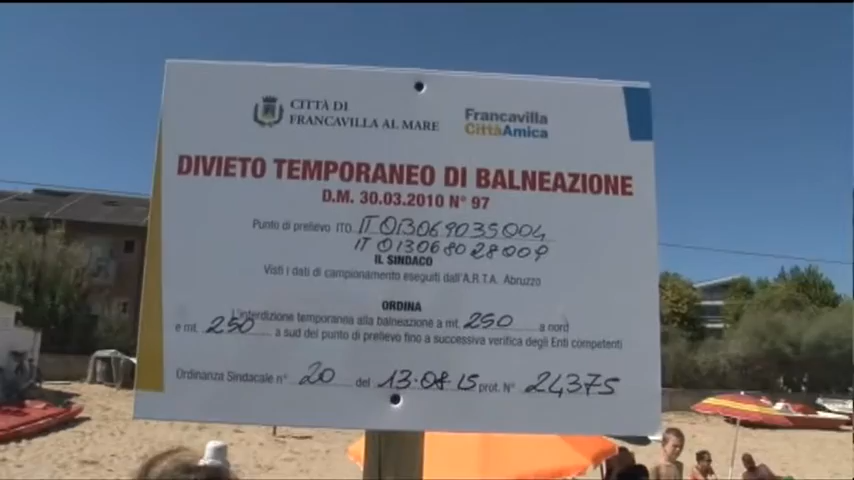 CITTÀ DI
FRANCAVILLA AL MARE
Francavilla
CittàAmica
DIVIETO TEMPORANEO DI BALNEAZIONE
D.M. 30.03.2010 N° 97
Punto di prelievo ITO IT013069035004
IT013068028009
IL SINDACO
Visti i dati di campionamento eseguiti dall'A.R.T.A. Abruzzo
ORDINA
L'interdizione temporanea alla balneazione a mt. 250 a nord
e mt. 250 a sud del punto di prelievo fino a successiva verifica degli Enti competenti
Ordinanza Sindacale n° 20 del 13-08-15 prot. N° 24375